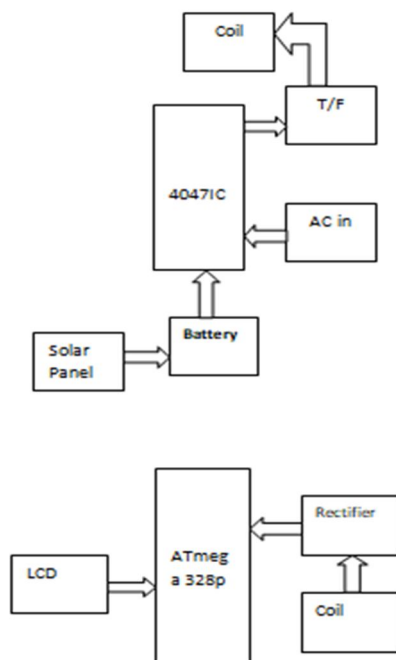 Coil
T/F
4047IC
AC in
Battery
Solar
Panel
Rectifier
ATmeg
a 328p
LCD
Coil